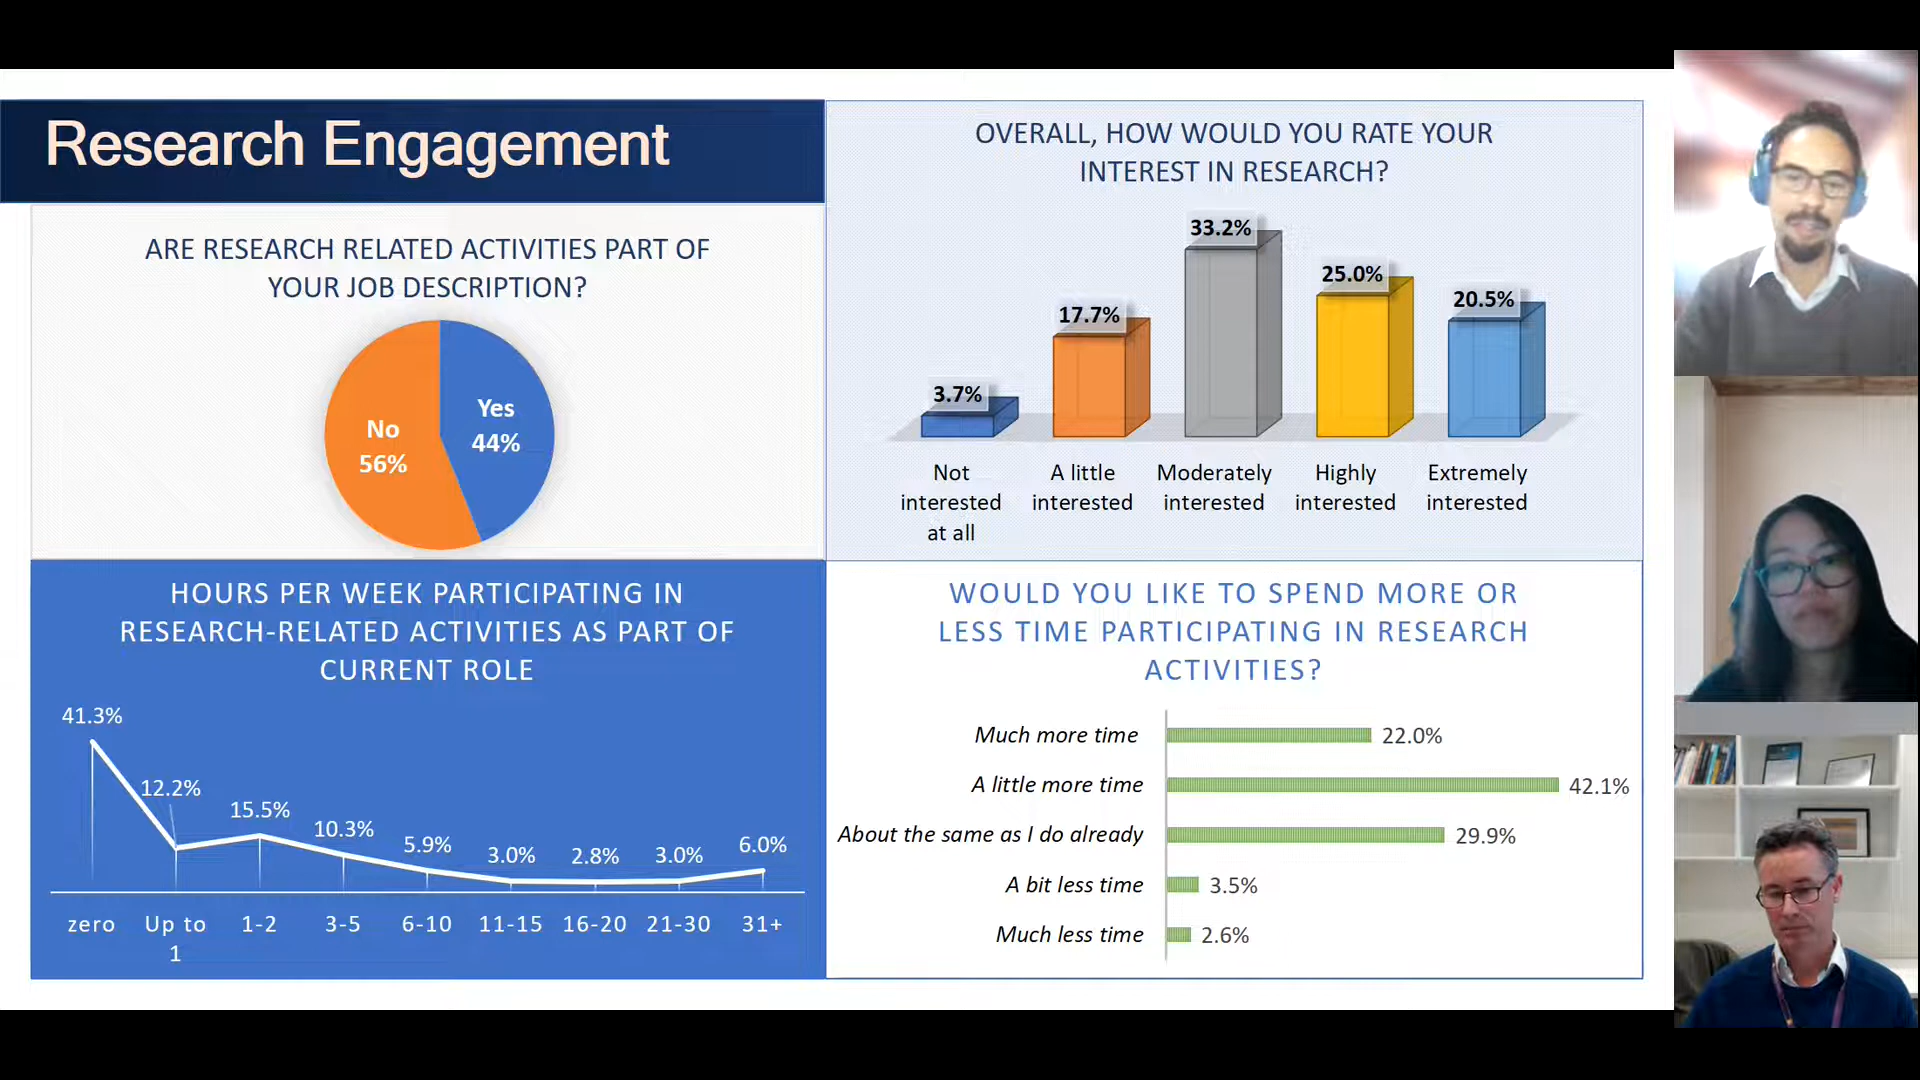 Research Engagement
ARE RESEARCH RELATED ACTIVITIES PART OF
YOUR JOB DESCRIPTION?
Yes
44%
No
56%
OVERALL, HOW WOULD YOU RATE YOUR
INTEREST IN RESEARCH?
3.7%
17.7%
33.2%
25.0%
20.5%
Not
interested
at all
A little
interested
Moderately
interested
Highly
interested
Extremely
interested
HOURS PER WEEK PARTICIPATING IN
RESEARCH-RELATED ACTIVITIES AS PART OF
CURRENT ROLE
41.3%
12.2%
15.5%
10.3%
5.9%
3.0%
2.8%
3.0%
6.0%
zero
Up to
1
1-2
3-5
6-10
11-15
16-20
21-30
31+
WOULD YOU LIKE TO SPEND MORE OR
LESS TIME PARTICIPATING IN RESEARCH
ACTIVITIES?
Much more time 22.0%
A little more time 42.1%
About the same as I do already 29.9%
A bit less time 3.5%
Much less time 2.6%